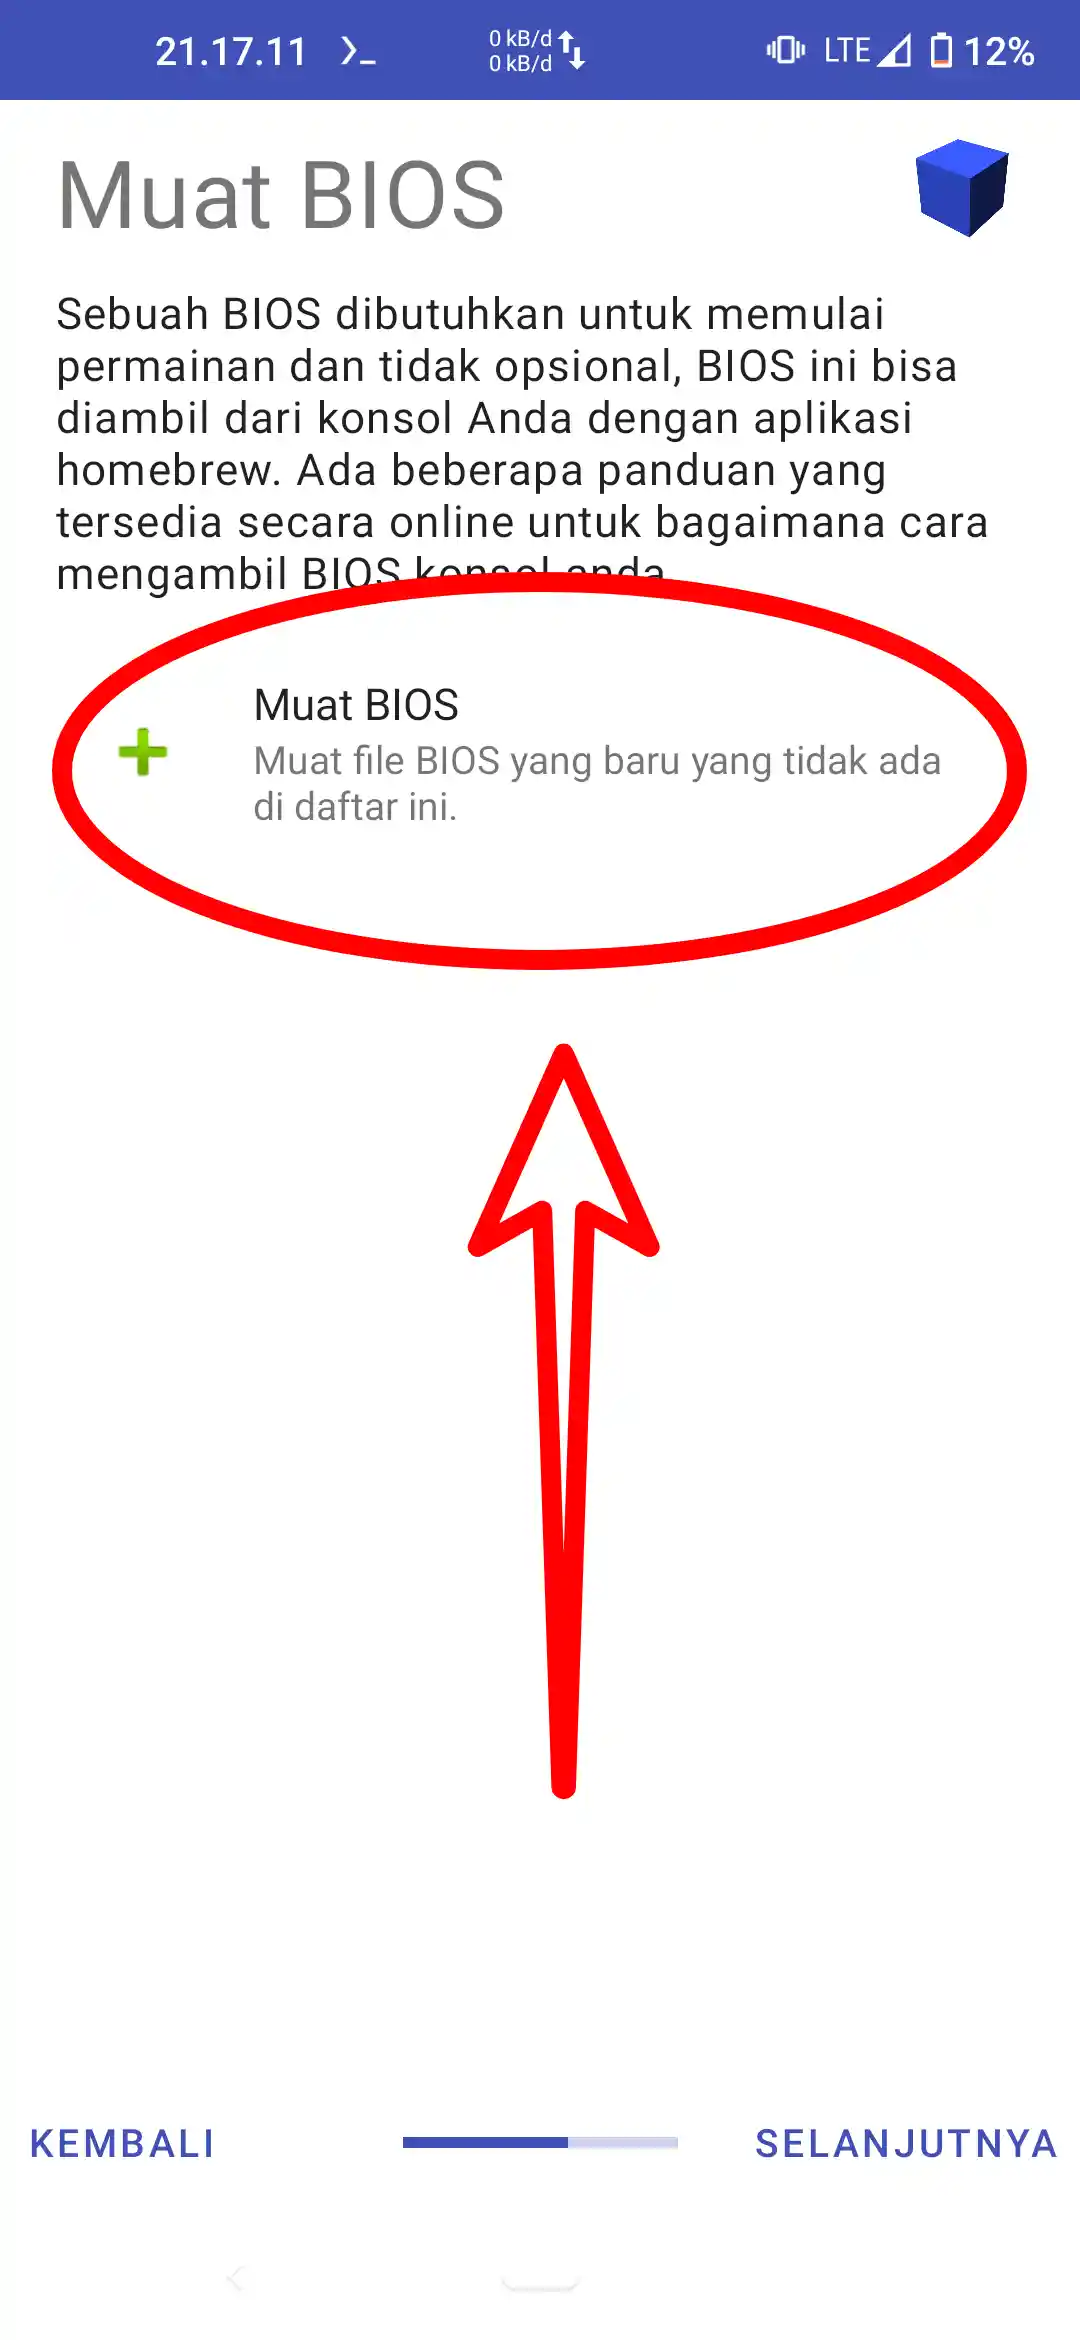 21.17.11
0 kB/d
0 kB/d
LTE
12%
Muat BIOS
Sebuah BIOS dibutuhkan untuk memulai
permainan dan tidak opsional, BIOS ini bisa
diambil dari konsol Anda dengan aplikasi
homebrew. Ada beberapa panduan yang
tersedia secara online untuk bagaimana cara
mengambil BIOS konsol anda
Muat BIOS
Muat file BIOS yang baru yang tidak ada
di daftar ini.
KEMBALI
SELANJUTNYA